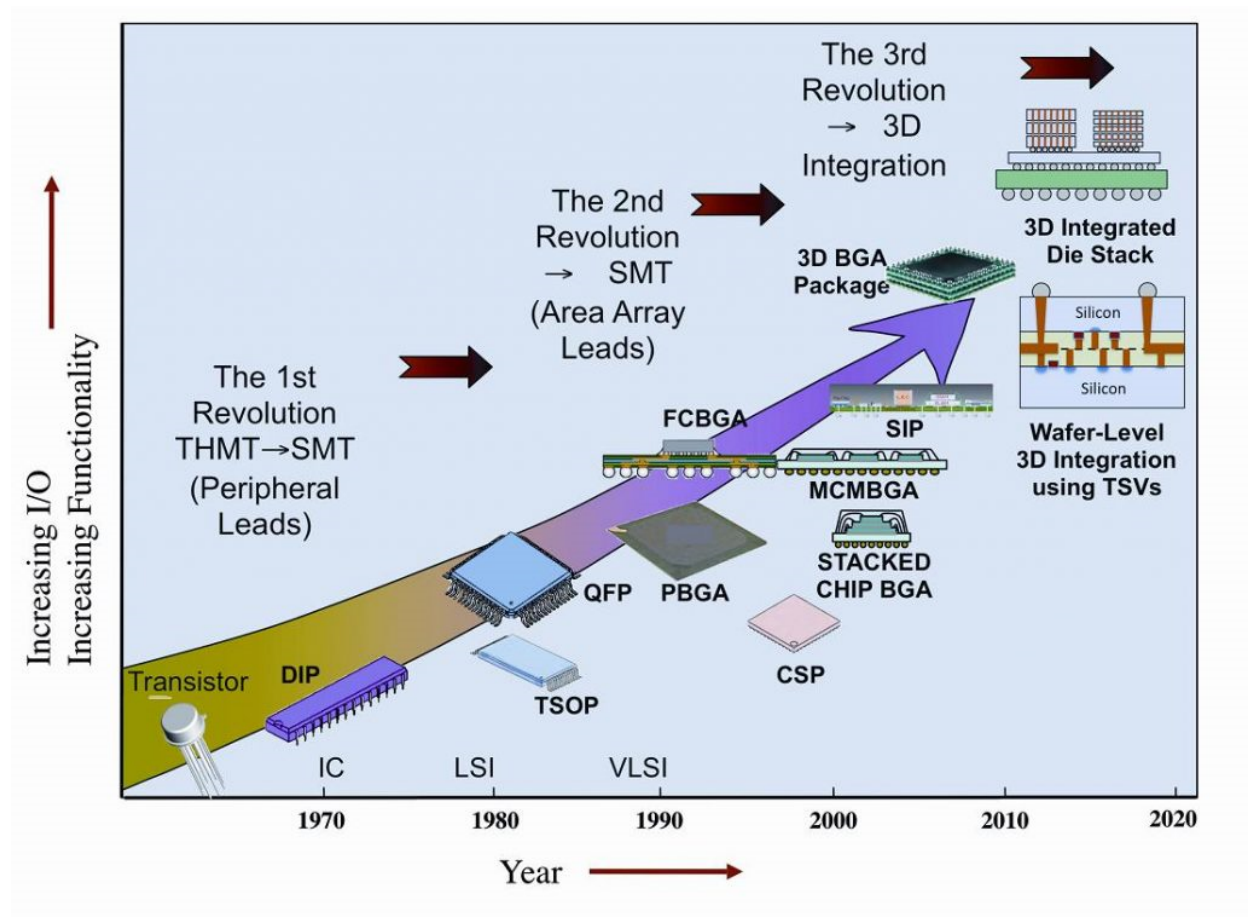 The 3rd
Revolution
→ 3D
Integration
3D Integrated
Die Stack
The 2nd
Revolution
→ SMT
(Area Array
Leads)
3D BGA
Package
Silicon
Silicon
Wafer-Level
3D Integration
using TSVs
The 1st
Revolution
THMT→SMT
(Peripheral
Leads)
FCBGA
SIP
MCMBGA
STACKED
CHIP BGA
QFP
PBGA
CSP
TSOP
Transistor
DIP
IC
LSI
VLSI
1970
1980
1990
2000
2010
2020
Year
Increasing I/O
Increasing Functionality